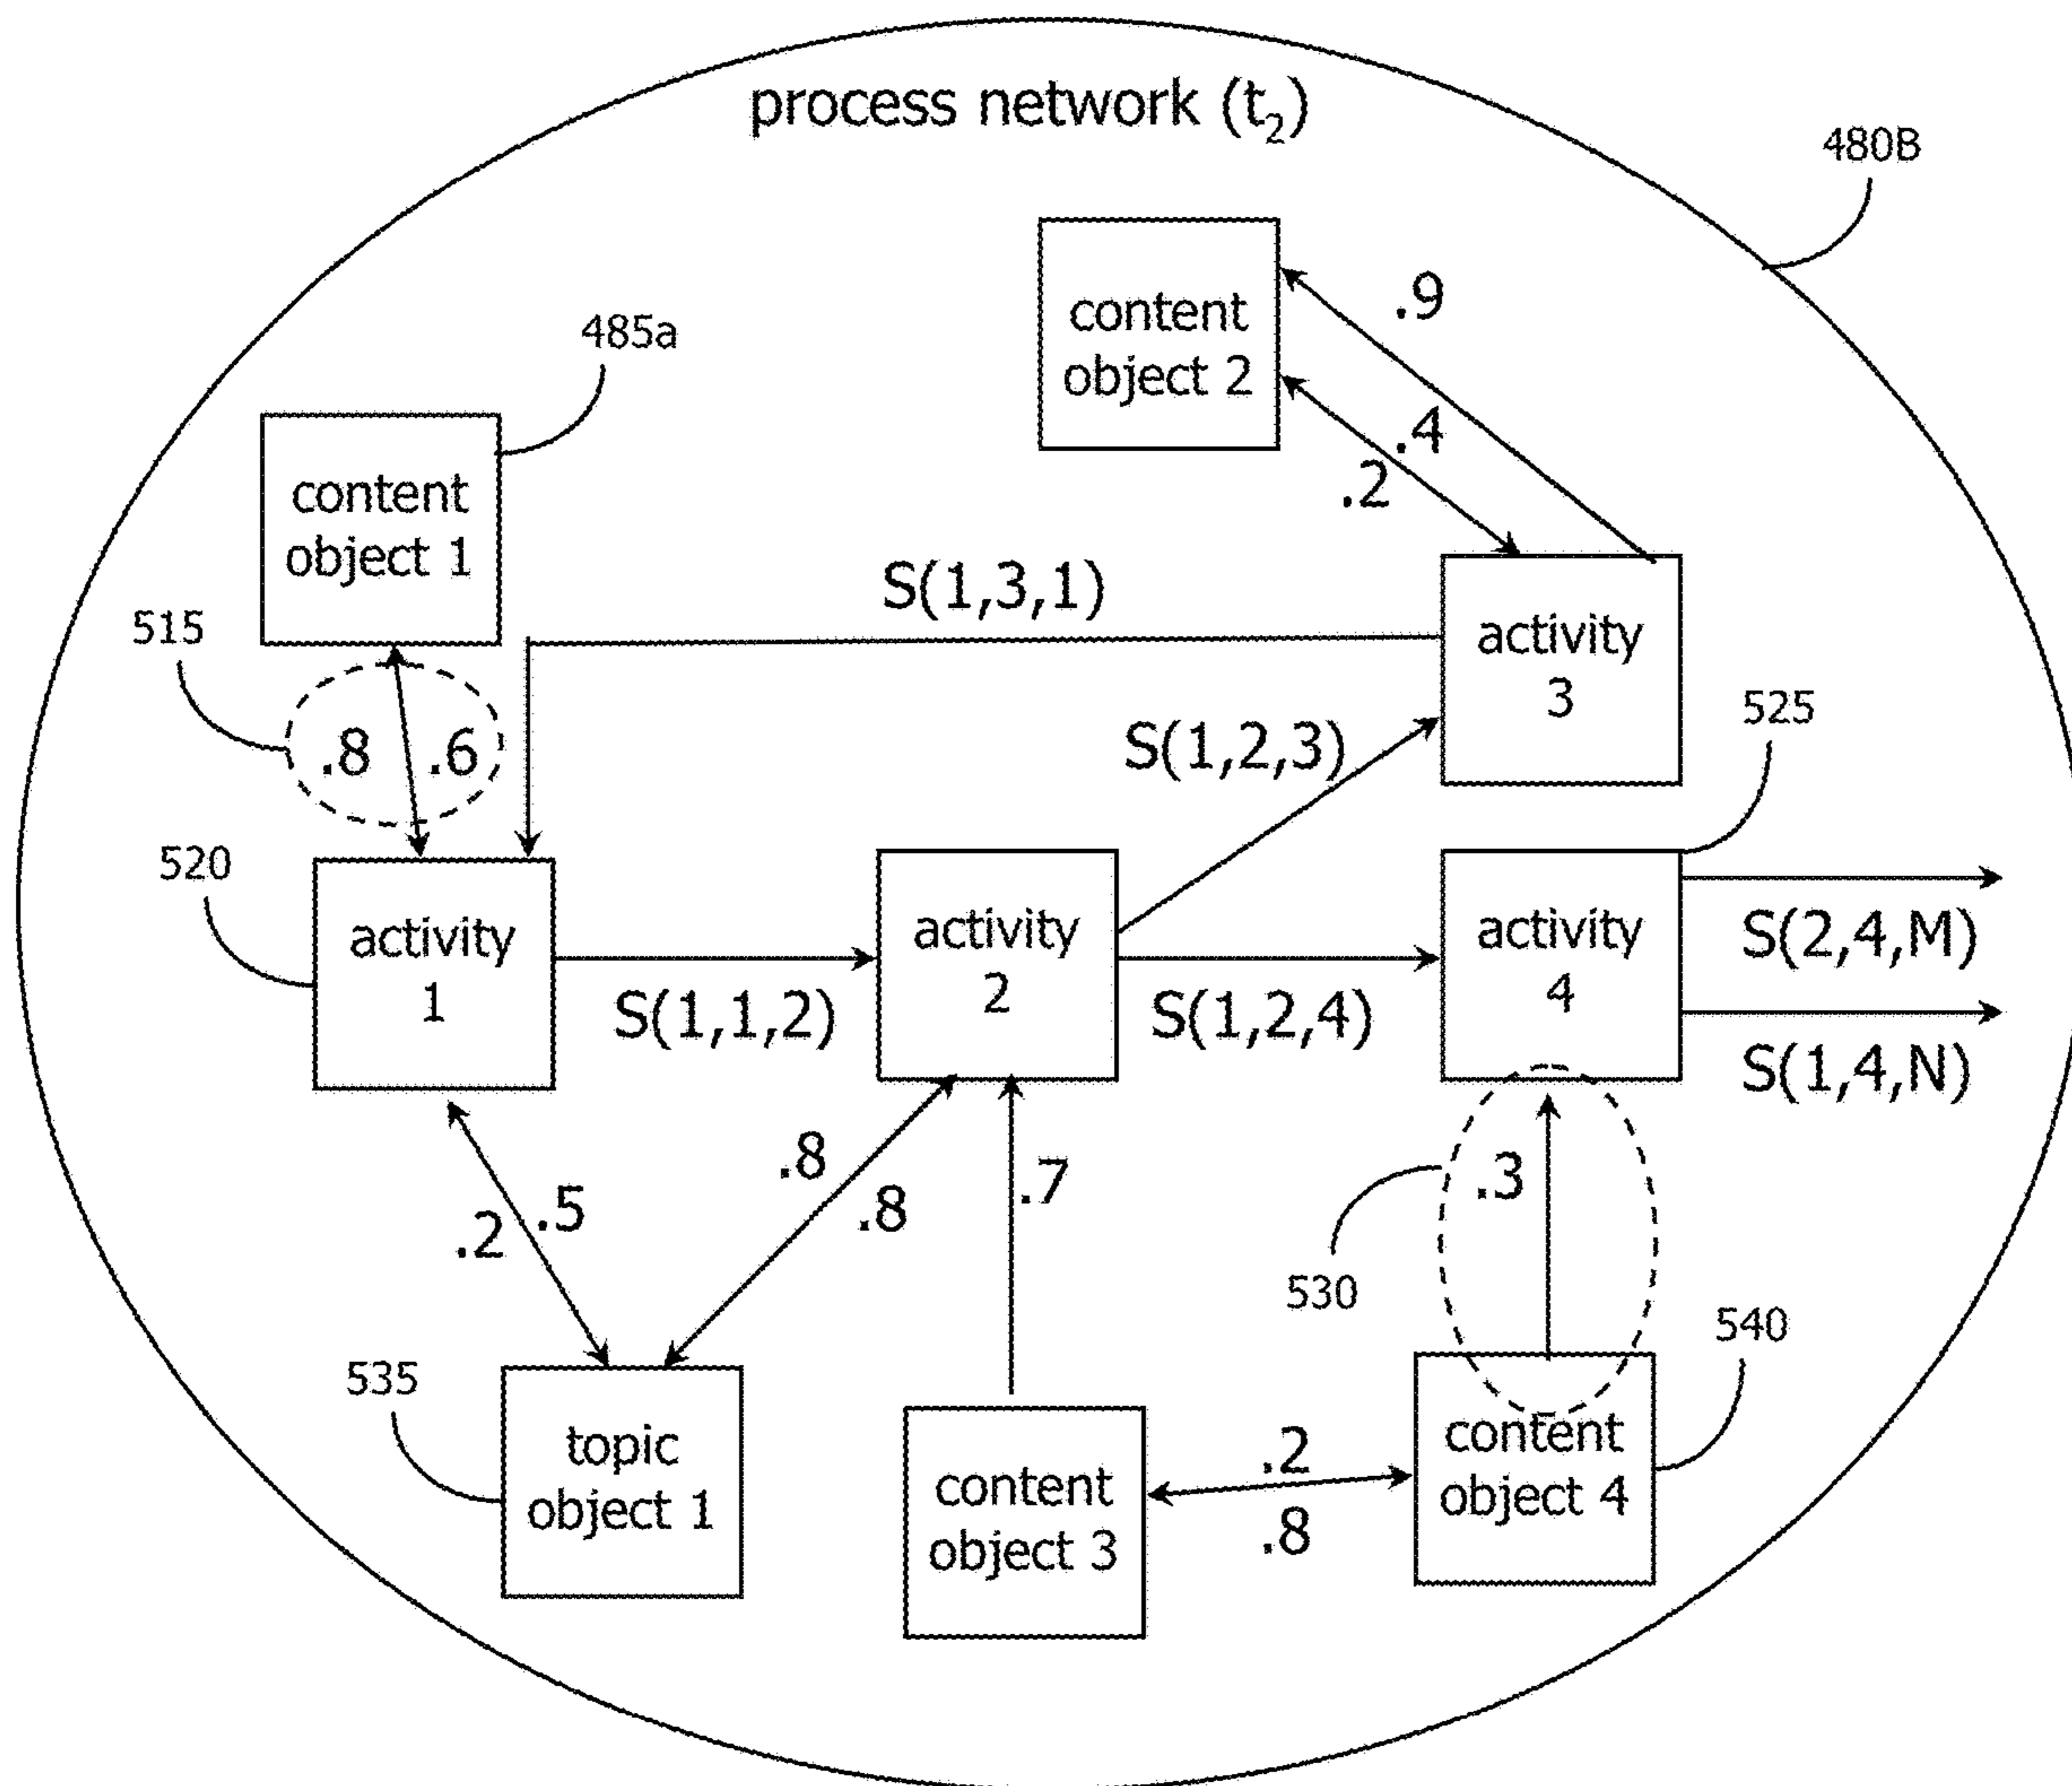 process network (t₂)
480B
content
object 2
.9
.4
.2
485a
content
object 1
S(1,3,1)
515
.8
.6
activity
3
S(1,2,3)
525
520
activity
1
activity
2
activity
4
S(2,4,M)
S(1,1,2)
S(1,2,4)
S(1,4,N)
.8
.8
.7
.3
.2
.5
530
540
535
topic
object 1
content
object 3
.2
.8
content
object 4